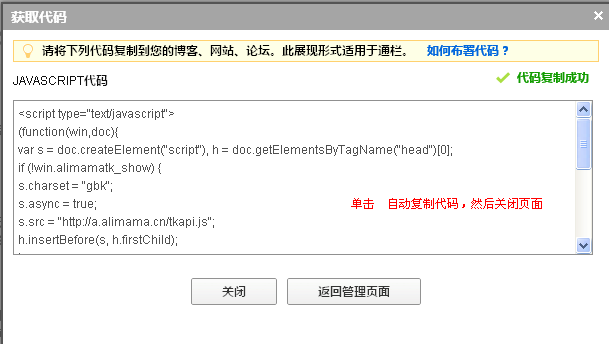 获取代码
请将下列代码复制到您的博客、网站、论坛。此展现形式适用于通栏。 如何布署代码？
JAVASCRIPT代码
代码复制成功
<script type="text/javascript">
(function(win,doc){
var s = doc.createElement("script"), h = doc.getElementsByTagName("head")[0];
if (!win.alimamatk_show) {
s.charset = "gbk";
s.async = true;
s.src = "http://a.alimama.cn/tkapi.js";
h.insertBefore(s, h.firstChild);
单击 自动复制代码，然后关闭页面
关闭
返回管理页面